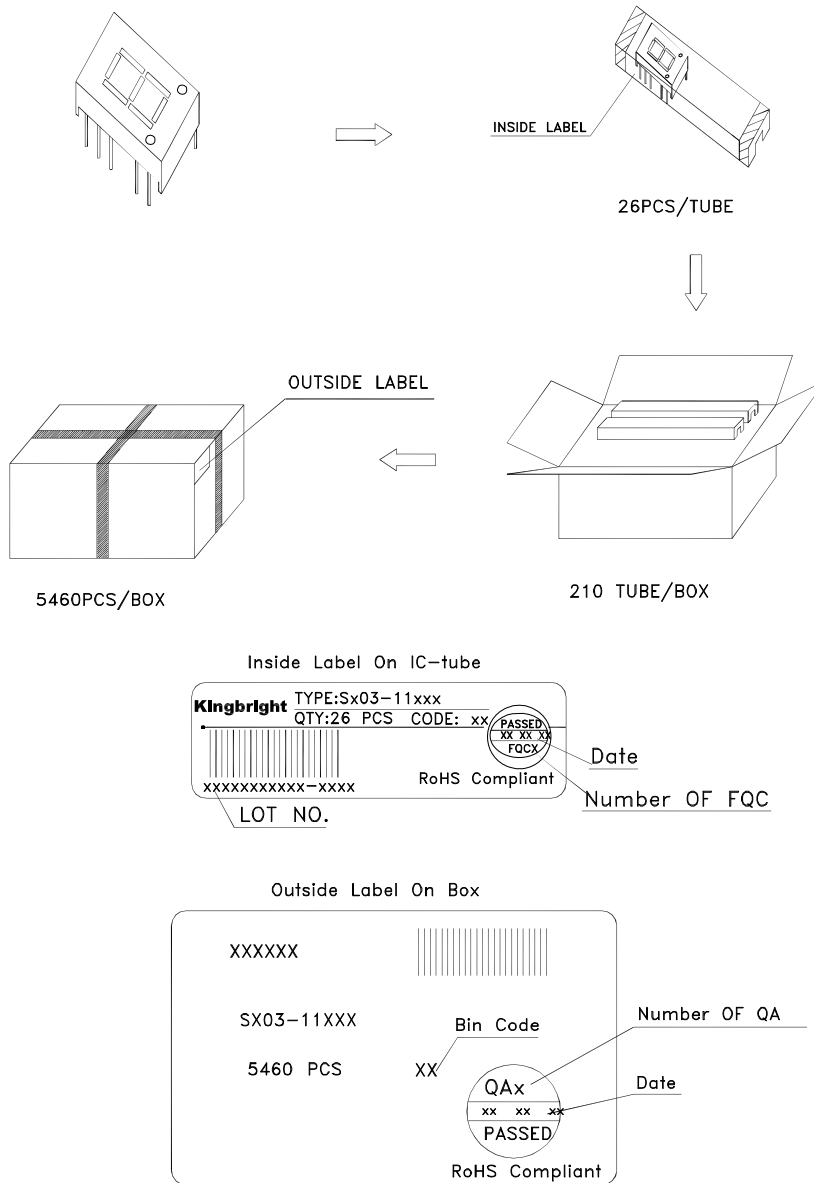 INSIDE LABEL
26PCS/TUBE
OUTSIDE LABEL
5460PCS/BOX
210 TUBE/BOX
Inside Label On IC-tube
Kingbright
TYPE:Sx03-11xxx
QTY:26 PCS CODE: xx
PASSED
xx xx xx
FQCX
Date
RoHS Compliant
xxxxxxxxxxx-xxxx
Number OF FQC
LOT NO.
Outside Label On Box
XXXXXX
SX03-11XXX
Bin Code
Number OF QA
5460 PCS
XX
QAx
Date
xx xx xx
PASSED
RoHS Compliant